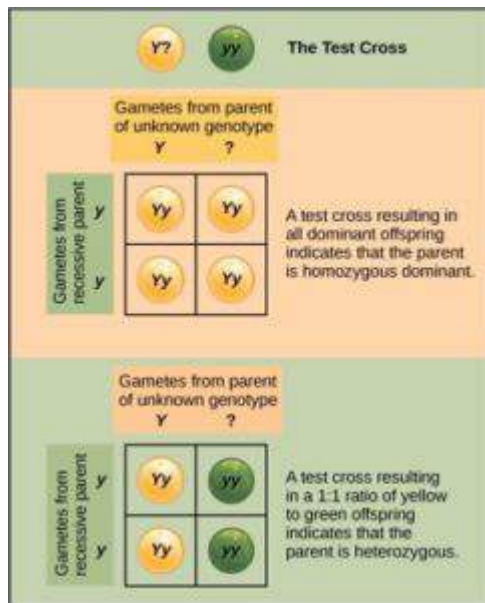 Y? yy The Test Cross
Gametes from parent
of unknown genotype
Y ?
Gametes from
recessive parent
y Yy Yy
y Yy Yy
A test cross resulting in
all dominant offspring
indicates that the parent
is homozygous dominant.
Gametes from parent
of unknown genotype
Y ?
Gametes from
recessive parent
y Yy yy
y Yy yy
A test cross resulting
in a 1:1 ratio of yellow
to green offspring
indicates that the
parent is heterozygous.